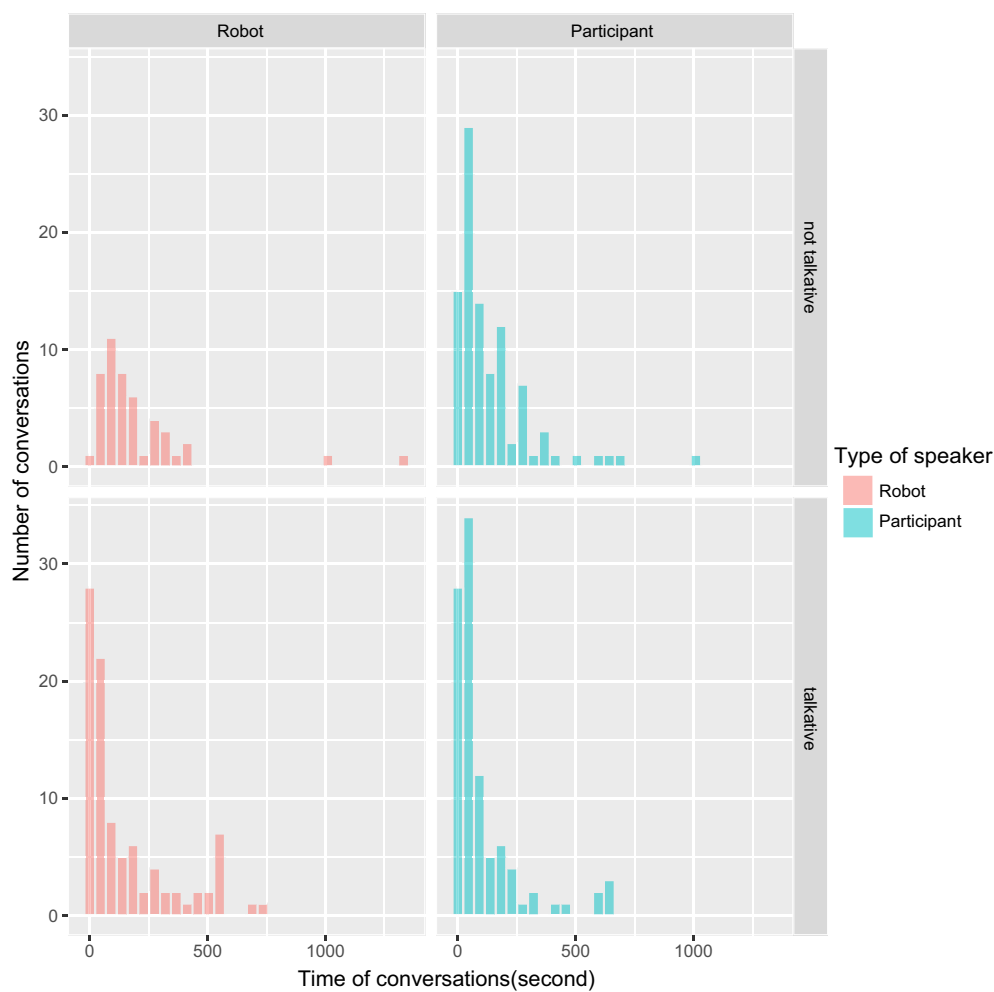 Robot
Participant
30
20
10
0
not talkative
30
20
10
0
talkative
Number of conversations
0
500
1000
0
500
1000
Time of conversations(second)
Type of speaker
Robot
Participant